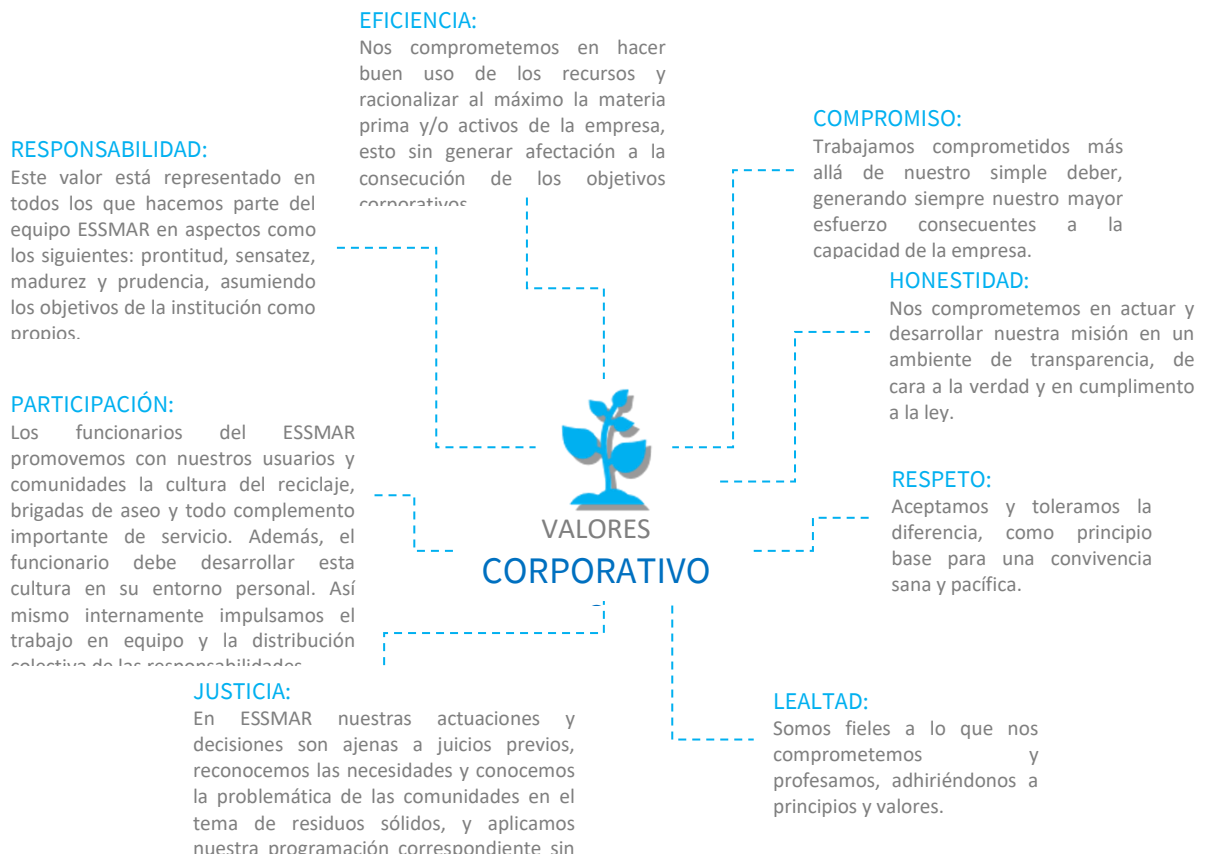 EFICIENCIA:
Nos comprometemos en hacer
buen uso de los recursos y
racionalizar al máximo la materia
prima y/o activos de la empresa,
esto sin generar afectación a la
consecución de los objetivos
corporativos
COMPROMISO:
Trabajamos comprometidos más
allá de nuestro simple deber,
generando siempre nuestro mayor
esfuerzo consecuentes a la
capacidad de la empresa.
RESPONSABILIDAD:
Este valor está representado en
todos los que hacemos parte del
equipo ESSMAR en aspectos como
los siguientes: prontitud, sensatez,
madurez y prudencia, asumiendo
los objetivos de la institución como
propios.
HONESTIDAD:
Nos comprometemos en actuar y
desarrollar nuestra misión en un
ambiente de transparencia, de
cara a la verdad y en cumplimento
a la ley.
PARTICIPACIÓN:
Los funcionarios del ESSMAR
promovemos con nuestros usuarios y
comunidades la cultura del reciclaje,
brigadas de aseo y todo complemento
importante de servicio. Además, el
funcionario debe desarrollar esta
cultura en su entorno personal. Así
mismo internamente impulsamos el
trabajo en equipo y la distribución
colectiva de las responsabilidades
VALORES
CORPORATIVO
RESPETO:
Aceptamos y toleramos la
diferencia, como principio
base para una convivencia
sana y pacífica.
JUSTICIA:
En ESSMAR nuestras actuaciones y
decisiones son ajenas a juicios previos,
reconocemos las necesidades y conocemos
la problemática de las comunidades en el
tema de residuos sólidos, y aplicamos
nuestra programación correspondiente sin
LEALTAD:
Somos fieles a lo que nos
comprometemos y
profesamos, adhiriéndonos a
principios y valores.